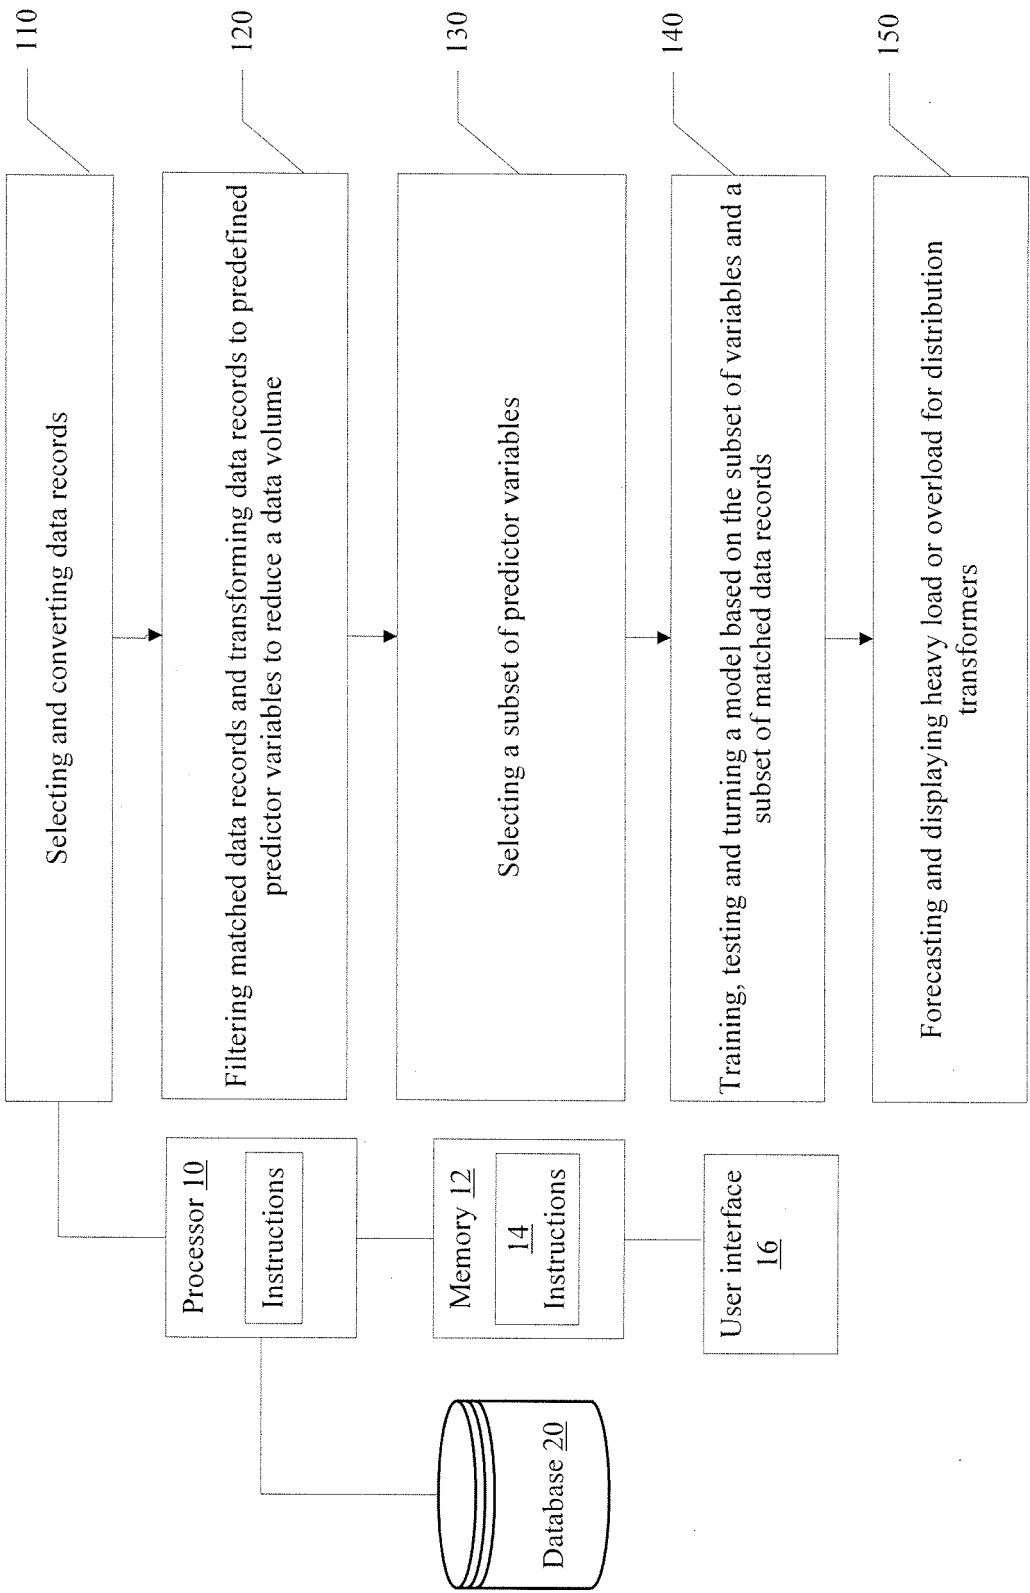 Database 20
Processor 10
Instructions
Memory 12
14
Instructions
User interface
16
Selecting and converting data records
110
Filtering matched data records and transforming data records to predefined
predictor variables to reduce a data volume
120
Selecting a subset of predictor variables
130
Training, testing and turning a model based on the subset of variables and a
subset of matched data records
140
Forecasting and displaying heavy load or overload for distribution
transformers
150